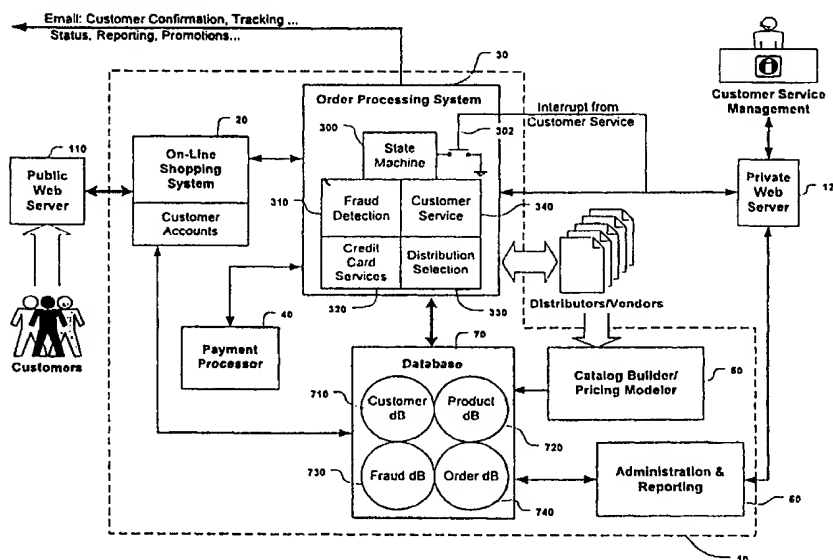 Email: Customer Confirmation, Tracking ...
Status, Reporting, Promotions...
30
Order Processing System
Interrupt from
Customer Service
302
Customer Service
Management
20
On-Line
Shopping
System
Customer
Accounts
110
Public
Web
Server
Customers
300
State
Machine
310
Fraud
Detection
Customer
Service
340
Credit
Card
Services
Distribution
Selection
320
330
Private
Web
Server
12
Distributors/Vendors
40
Payment
Processor
70
Database
710
Customer
dB
Product
dB
720
730
Fraud dB
Order dB
740
Catalog Builder/
Pricing Modeler
Administration &
Reporting
60
10